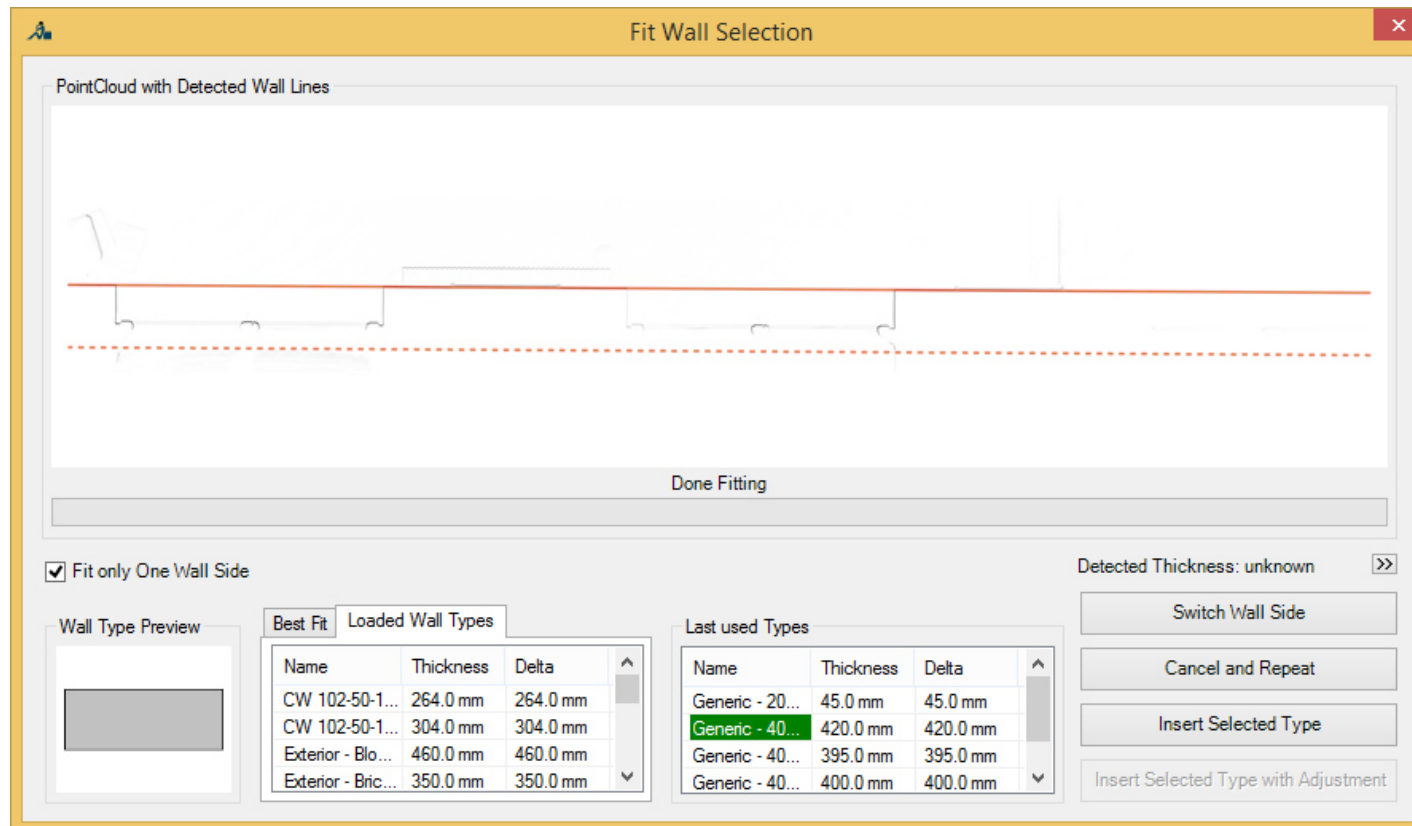 Fit Wall Selection
PointCloud with Detected Wall Lines
Done Fitting
Fit only One Wall Side
Detected Thickness: unknown >>
Wall Type Preview
Best Fit Loaded Wall Types
Name Thickness Delta
CW 102-50-1... 264.0 mm 264.0 mm
CW 102-50-1... 304.0 mm 304.0 mm
Exterior - Blo... 460.0 mm 460.0 mm
Exterior - Bric... 350.0 mm 350.0 mm
Last used Types
Name Thickness Delta
Generic - 20... 45.0 mm 45.0 mm
Generic - 40... 420.0 mm 420.0 mm
Generic - 40... 395.0 mm 395.0 mm
Generic - 40... 400.0 mm 400.0 mm
Switch Wall Side
Cancel and Repeat
Insert Selected Type
Insert Selected Type with Adjustment